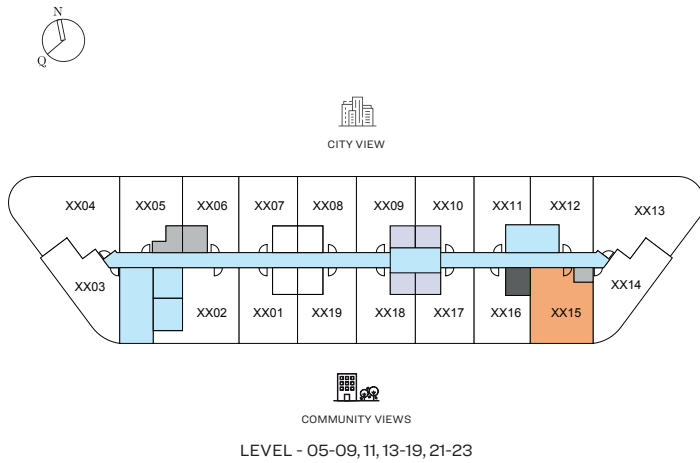 N
Q
CITY VIEW
XX04 XX05 XX06 XX07 XX08 XX09 XX10 XX11 XX12 XX13
XX03 XX02 XX01 XX19 XX18 XX17 XX16 XX15 XX14
COMMUNITY VIEWS
LEVEL - 05-09, 11, 13-19, 21-23